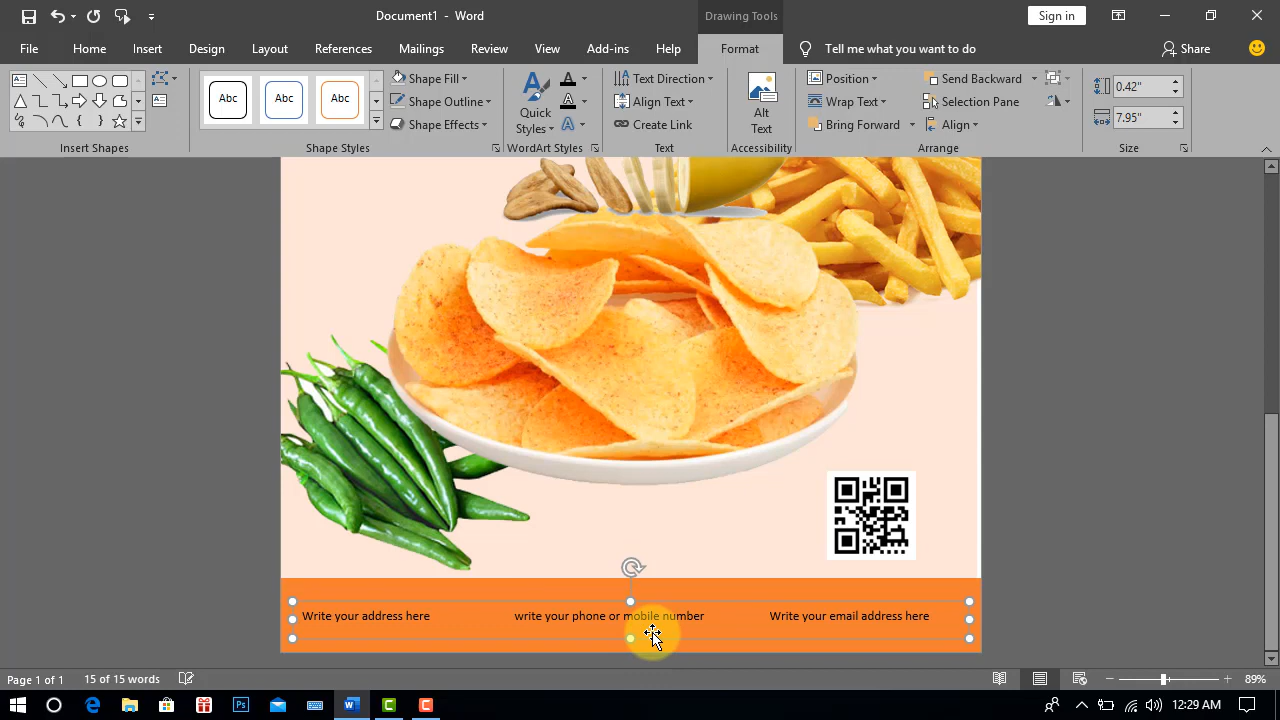 Document1 - Word
Drawing Tools
Sign in
File Home Insert Design Layout References Mailings Review View Add-ins Help Format Tell me what you want to do Share
Abc Abc Abc
Shape Fill
Shape Outline
Shape Effects
Quick Styles
A
Text Direction
Align Text
Create Link
Alt Text
Position
Wrap Text
Bring Forward
Send Backward
Selection Pane
Align
0.42"
7.95"
Insert Shapes Shape Styles WordArt Styles Text Accessibility Arrange Size
Write your address here write your phone or mobile number Write your email address here
Page 1 of 1 15 of 15 words 89%
12:29 AM